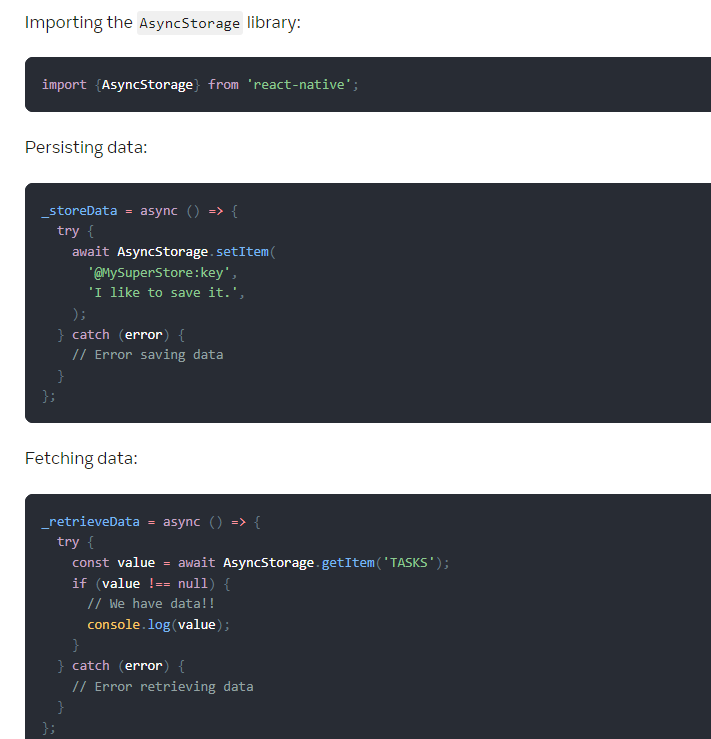 Importing the AsyncStorage library:
import {AsyncStorage} from 'react-native';
Persisting data:
_storeData = async () => {
  try {
    await AsyncStorage.setItem(
      '@MySuperStore:key',
      'I like to save it.',
    );
  } catch (error) {
    // Error saving data
  }
};
Fetching data:
_retrieveData = async () => {
  try {
    const value = await AsyncStorage.getItem('TASKS');
    if (value !== null) {
      // We have data!!
      console.log(value);
    }
  } catch (error) {
    // Error retrieving data
  }
};